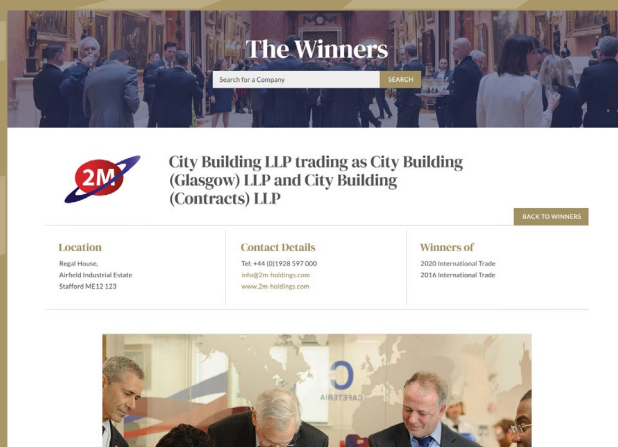 The Winners
Search for a Company
SEARCH
2M
City Building LLP trading as City Building
(Glasgow) LLP and City Building
(Contracts) LLP
BACK TO WINNERS
Location
Regal House,
Airfield Industrial Estate
Stafford ME12 123
Contact Details
Tel: +44 (0)1928 597 000
info@2m-holdings.com
www.2m-holdings.com
Winners of
2020 International Trade
2016 International Trade
C
CAFETERIA